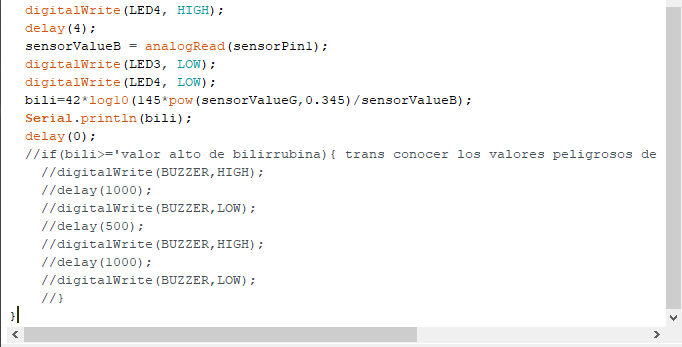 digitalWrite(LED4, HIGH);
delay(4);
sensorValueB = analogRead(sensorPin1);
digitalWrite(LED3, LOW);
digitalWrite(LED4, LOW);
bili=42*log10(145*pow(sensorValueG,0.345)/sensorValueB);
Serial.println(bili);
delay(0);
//if(bili>='valor alto de bilirrubina){ trans conocer los valores peligrosos de
//digitalWrite(BUZZER,HIGH);
//delay(1000);
//digitalWrite(BUZZER,LOW);
//delay(500);
//digitalWrite(BUZZER,HIGH);
//delay(1000);
//digitalWrite(BUZZER,LOW);
//}
}